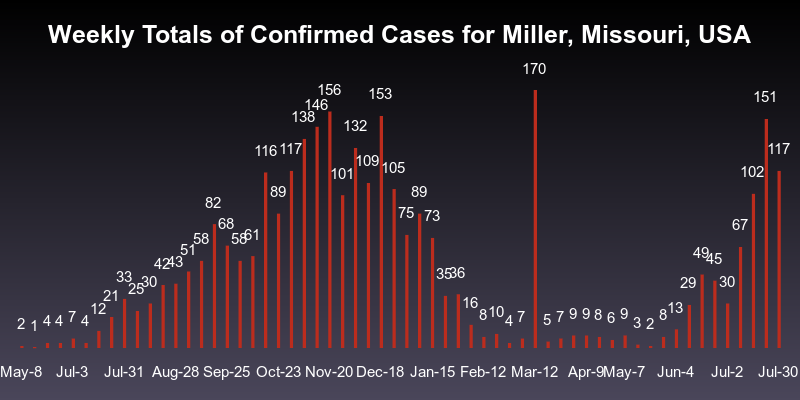 Weekly Totals of Confirmed Cases for Miller, Missouri, USA
2 1 4 4 7 4 12 21 33 25 30 42 43 51 58 82 68 58 61 116 89 117 138 146 156 101 132 109 153 105 75 89 73 35 36 16 8 10 4 7 170 5 7 9 9 8 6 9 3 2 8 13 29 49 45 30 67 102 151 117
May-8 Jul-3 Jul-31 Aug-28 Sep-25 Oct-23 Nov-20 Dec-18 Jan-15 Feb-12 Mar-12 Apr-9 May-7 Jun-4 Jul-2 Jul-30